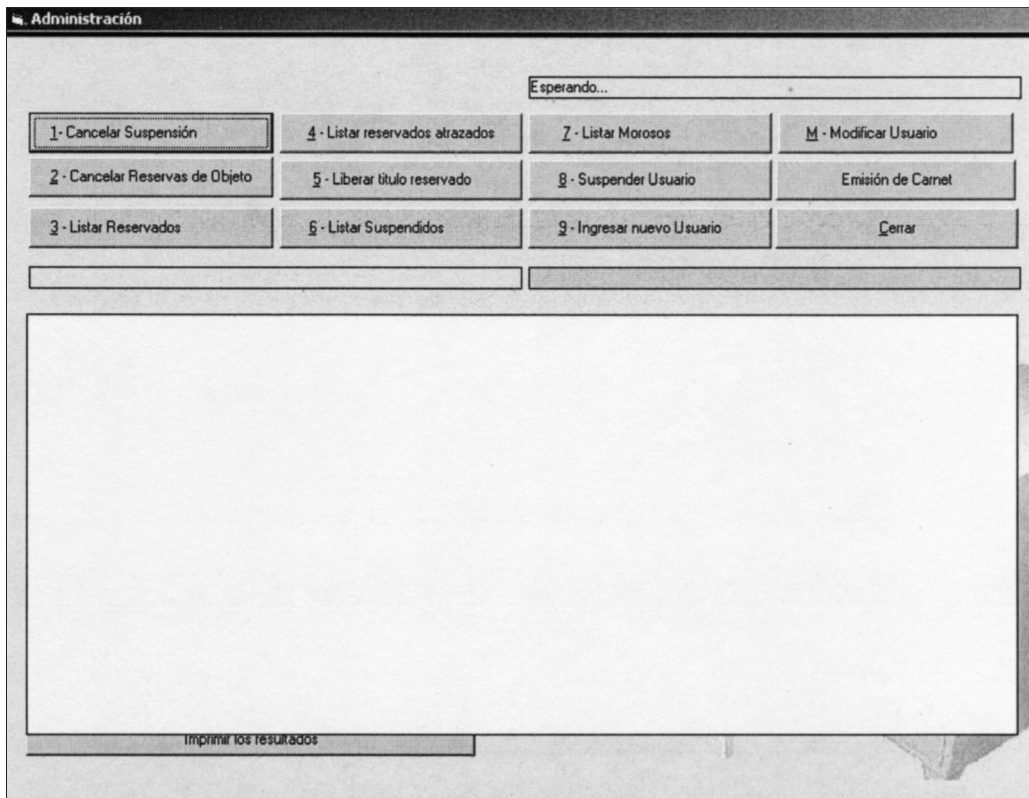 Administración
Esperando...
1 - Cancelar Suspensión
4 - Listar reservados atrazados
7 - Listar Morosos
M - Modificar Usuario
2 - Cancelar Reservas de Objeto
5 - Liberar titulo reservado
8 - Suspender Usuario
Emisión de Carnet
3 - Listar Reservados
6 - Listar Suspendidos
9 - Ingresar nuevo Usuario
Cerrar
Imprimir los resultados